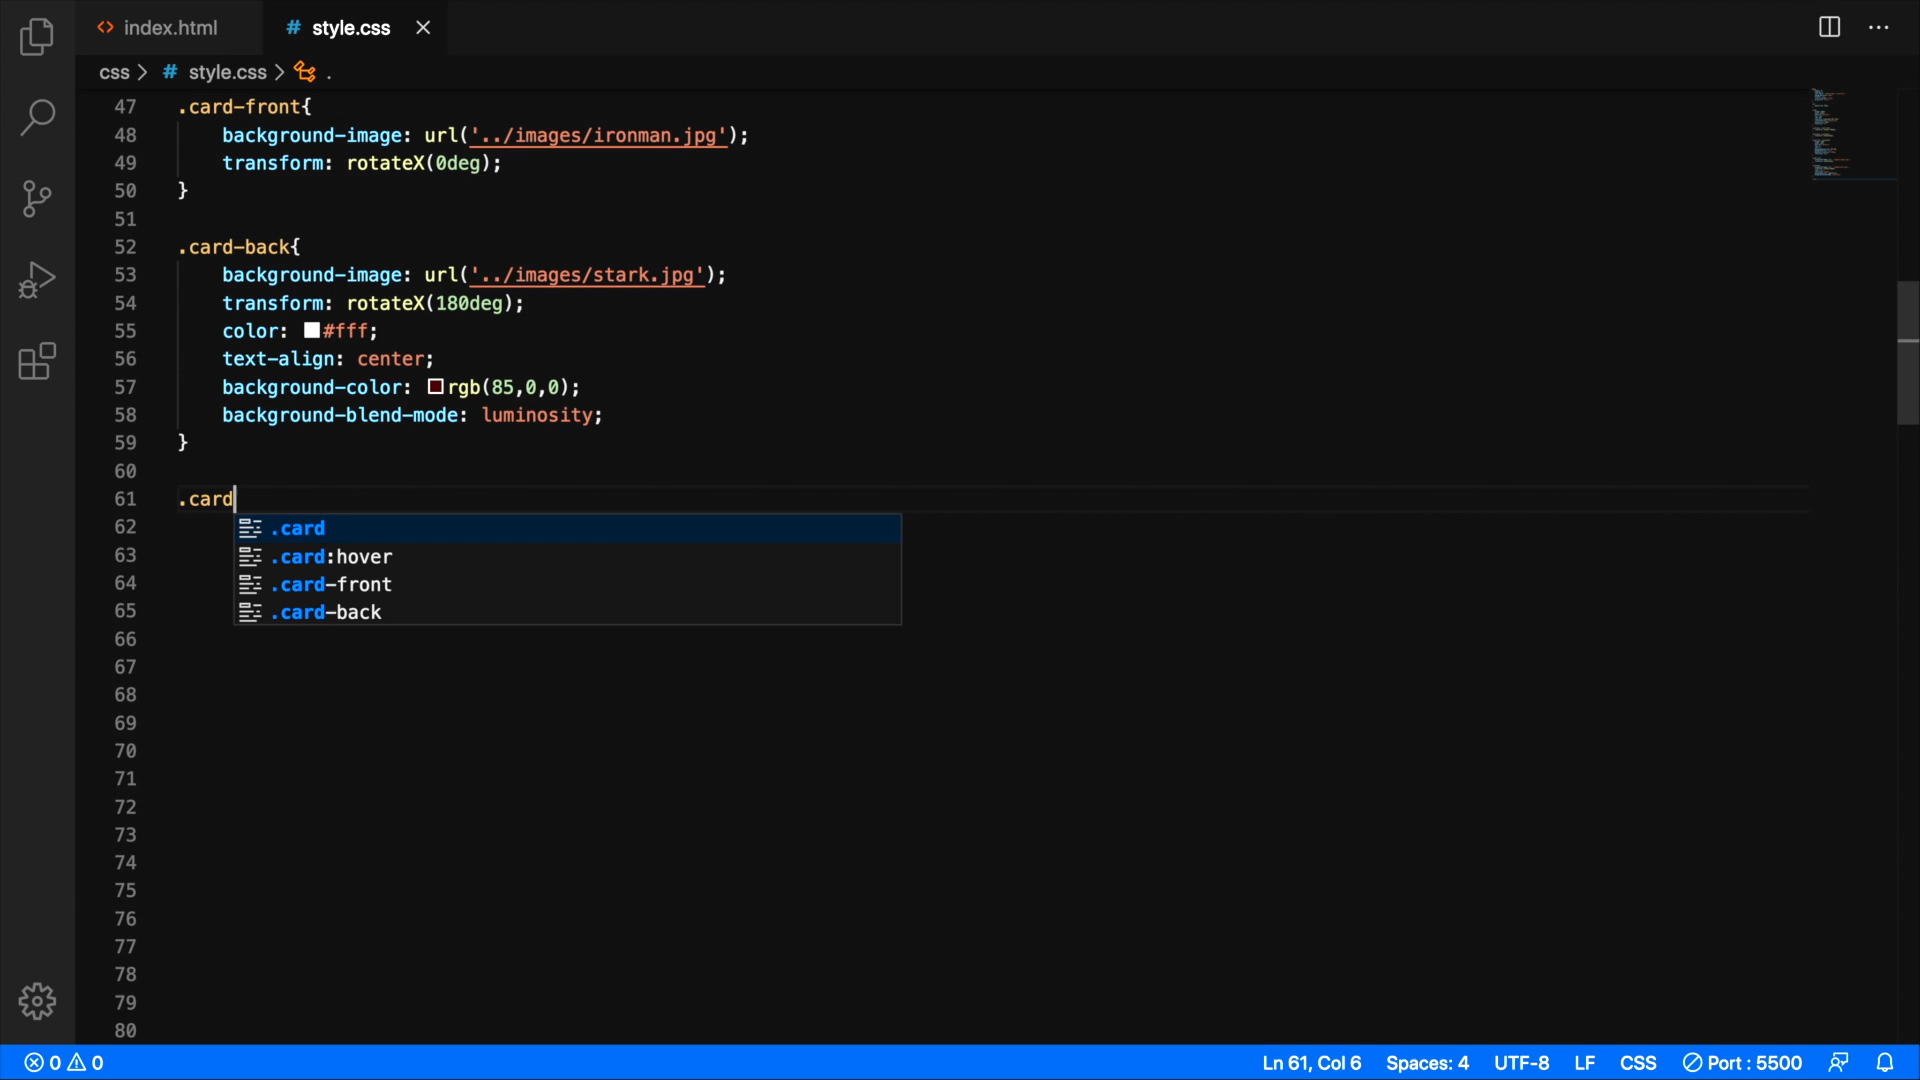 index.html
style.css
css > style.css > .
47 .card-front{
48 background-image: url('../images/ironman.jpg');
49 transform: rotateX(0deg);
50 }
51
52 .card-back{
53 background-image: url('../images/stark.jpg');
54 transform: rotateX(180deg);
55 color: #fff;
56 text-align: center;
57 background-color: rgb(85,0,0);
58 background-blend-mode: luminosity;
59 }
60
61 .card
62 .card
63 .card:hover
64 .card-front
65 .card-back
66
67
68
69
70
71
72
73
74
75
76
77
78
79
80
0 0 Ln 61, Col 6 Spaces: 4 UTF-8 LF CSS Port : 5500